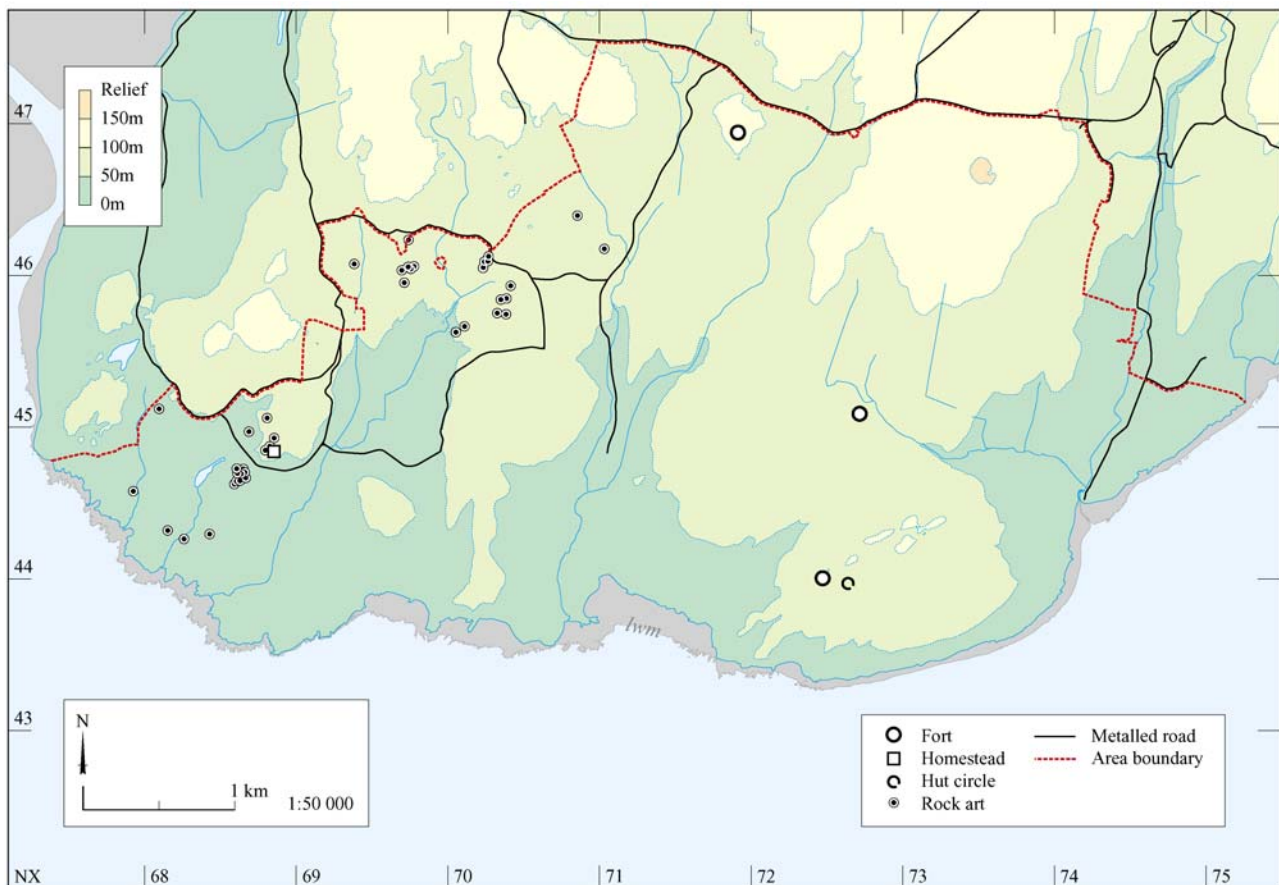 Relief
150m
100m
50m
0m
47
46
45
44
43
lwm
N
1 km
1:50 000
Fort
Homestead
Hut circle
Rock art
Metalled road
Area boundary
NX
68
69
70
71
72
73
74
75